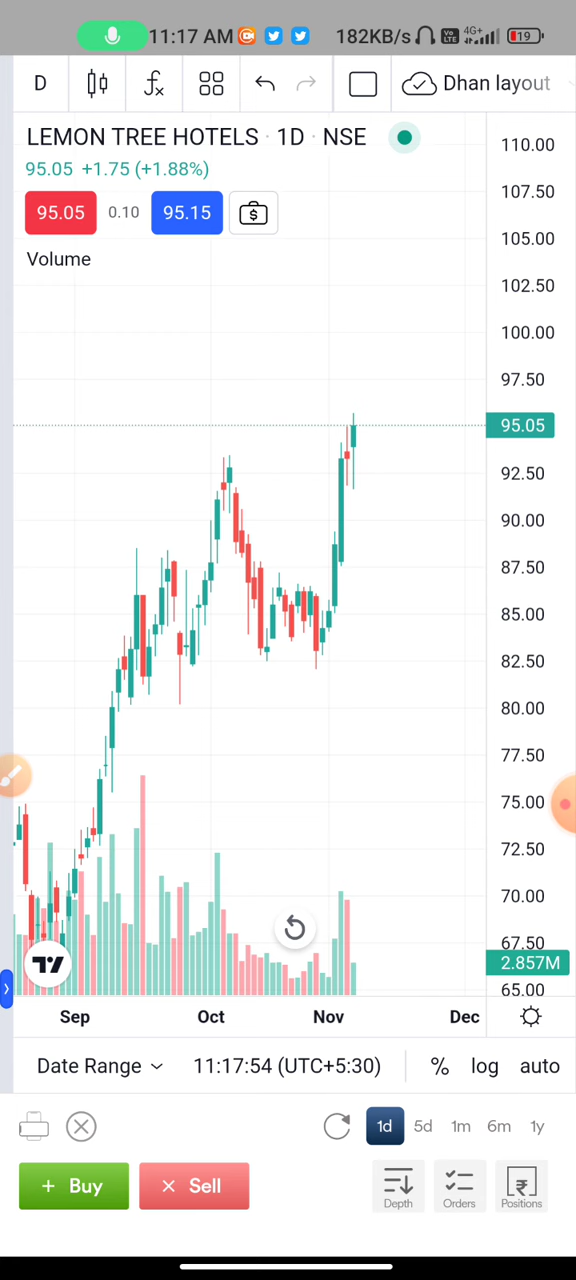 11:17 AM 182KB/s Vo LTE 4G+ 19
D fx Dhan layout
LEMON TREE HOTELS · 1D · NSE
95.05 +1.75 (+1.88%)
95.05 0.10 95.15 $
Volume
110.00
107.50
105.00
102.50
100.00
97.50
95.05
92.50
90.00
87.50
85.00
82.50
80.00
77.50
75.00
72.50
70.00
67.50
2.857M
65.00
Sep Oct Nov Dec
Date Range 11:17:54 (UTC+5:30) % log auto
1d 5d 1m 6m 1y
+ Buy × Sell Depth Orders ₹ Positions